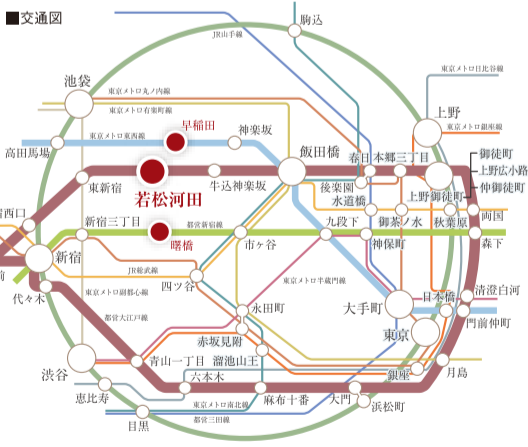 ■交通図
駒込
JR山手線
池袋
東京メトロ丸ノ内線
東京メトロ有楽町線
東京メトロ日比谷線
上野
東京メトロ銀座線
早稲田
東京メトロ東西線
神楽坂
高田馬場
飯田橋
春日
本郷三丁目
御徒町
上野広小路
仲御徒町
東新宿
若松河田
牛込神楽坂
後楽園
水道橋
上野御徒町
宿西口
新宿三丁目
都営新宿線
曙橋
市ヶ谷
九段下
神保町
御茶ノ水
秋葉原
両国
森下
新宿
前
JR総武線
四ツ谷
東京メトロ半蔵門線
代々木
東京メトロ副都心線
永田町
大手町
日本橋
清澄白河
門前仲町
都営大江戸線
赤坂見附
東京
渋谷
青山一丁目
溜池山王
銀座
月島
恵比寿
六本木
麻布十番
大門
浜松町
目黒
東京メトロ南北線
都営三田線